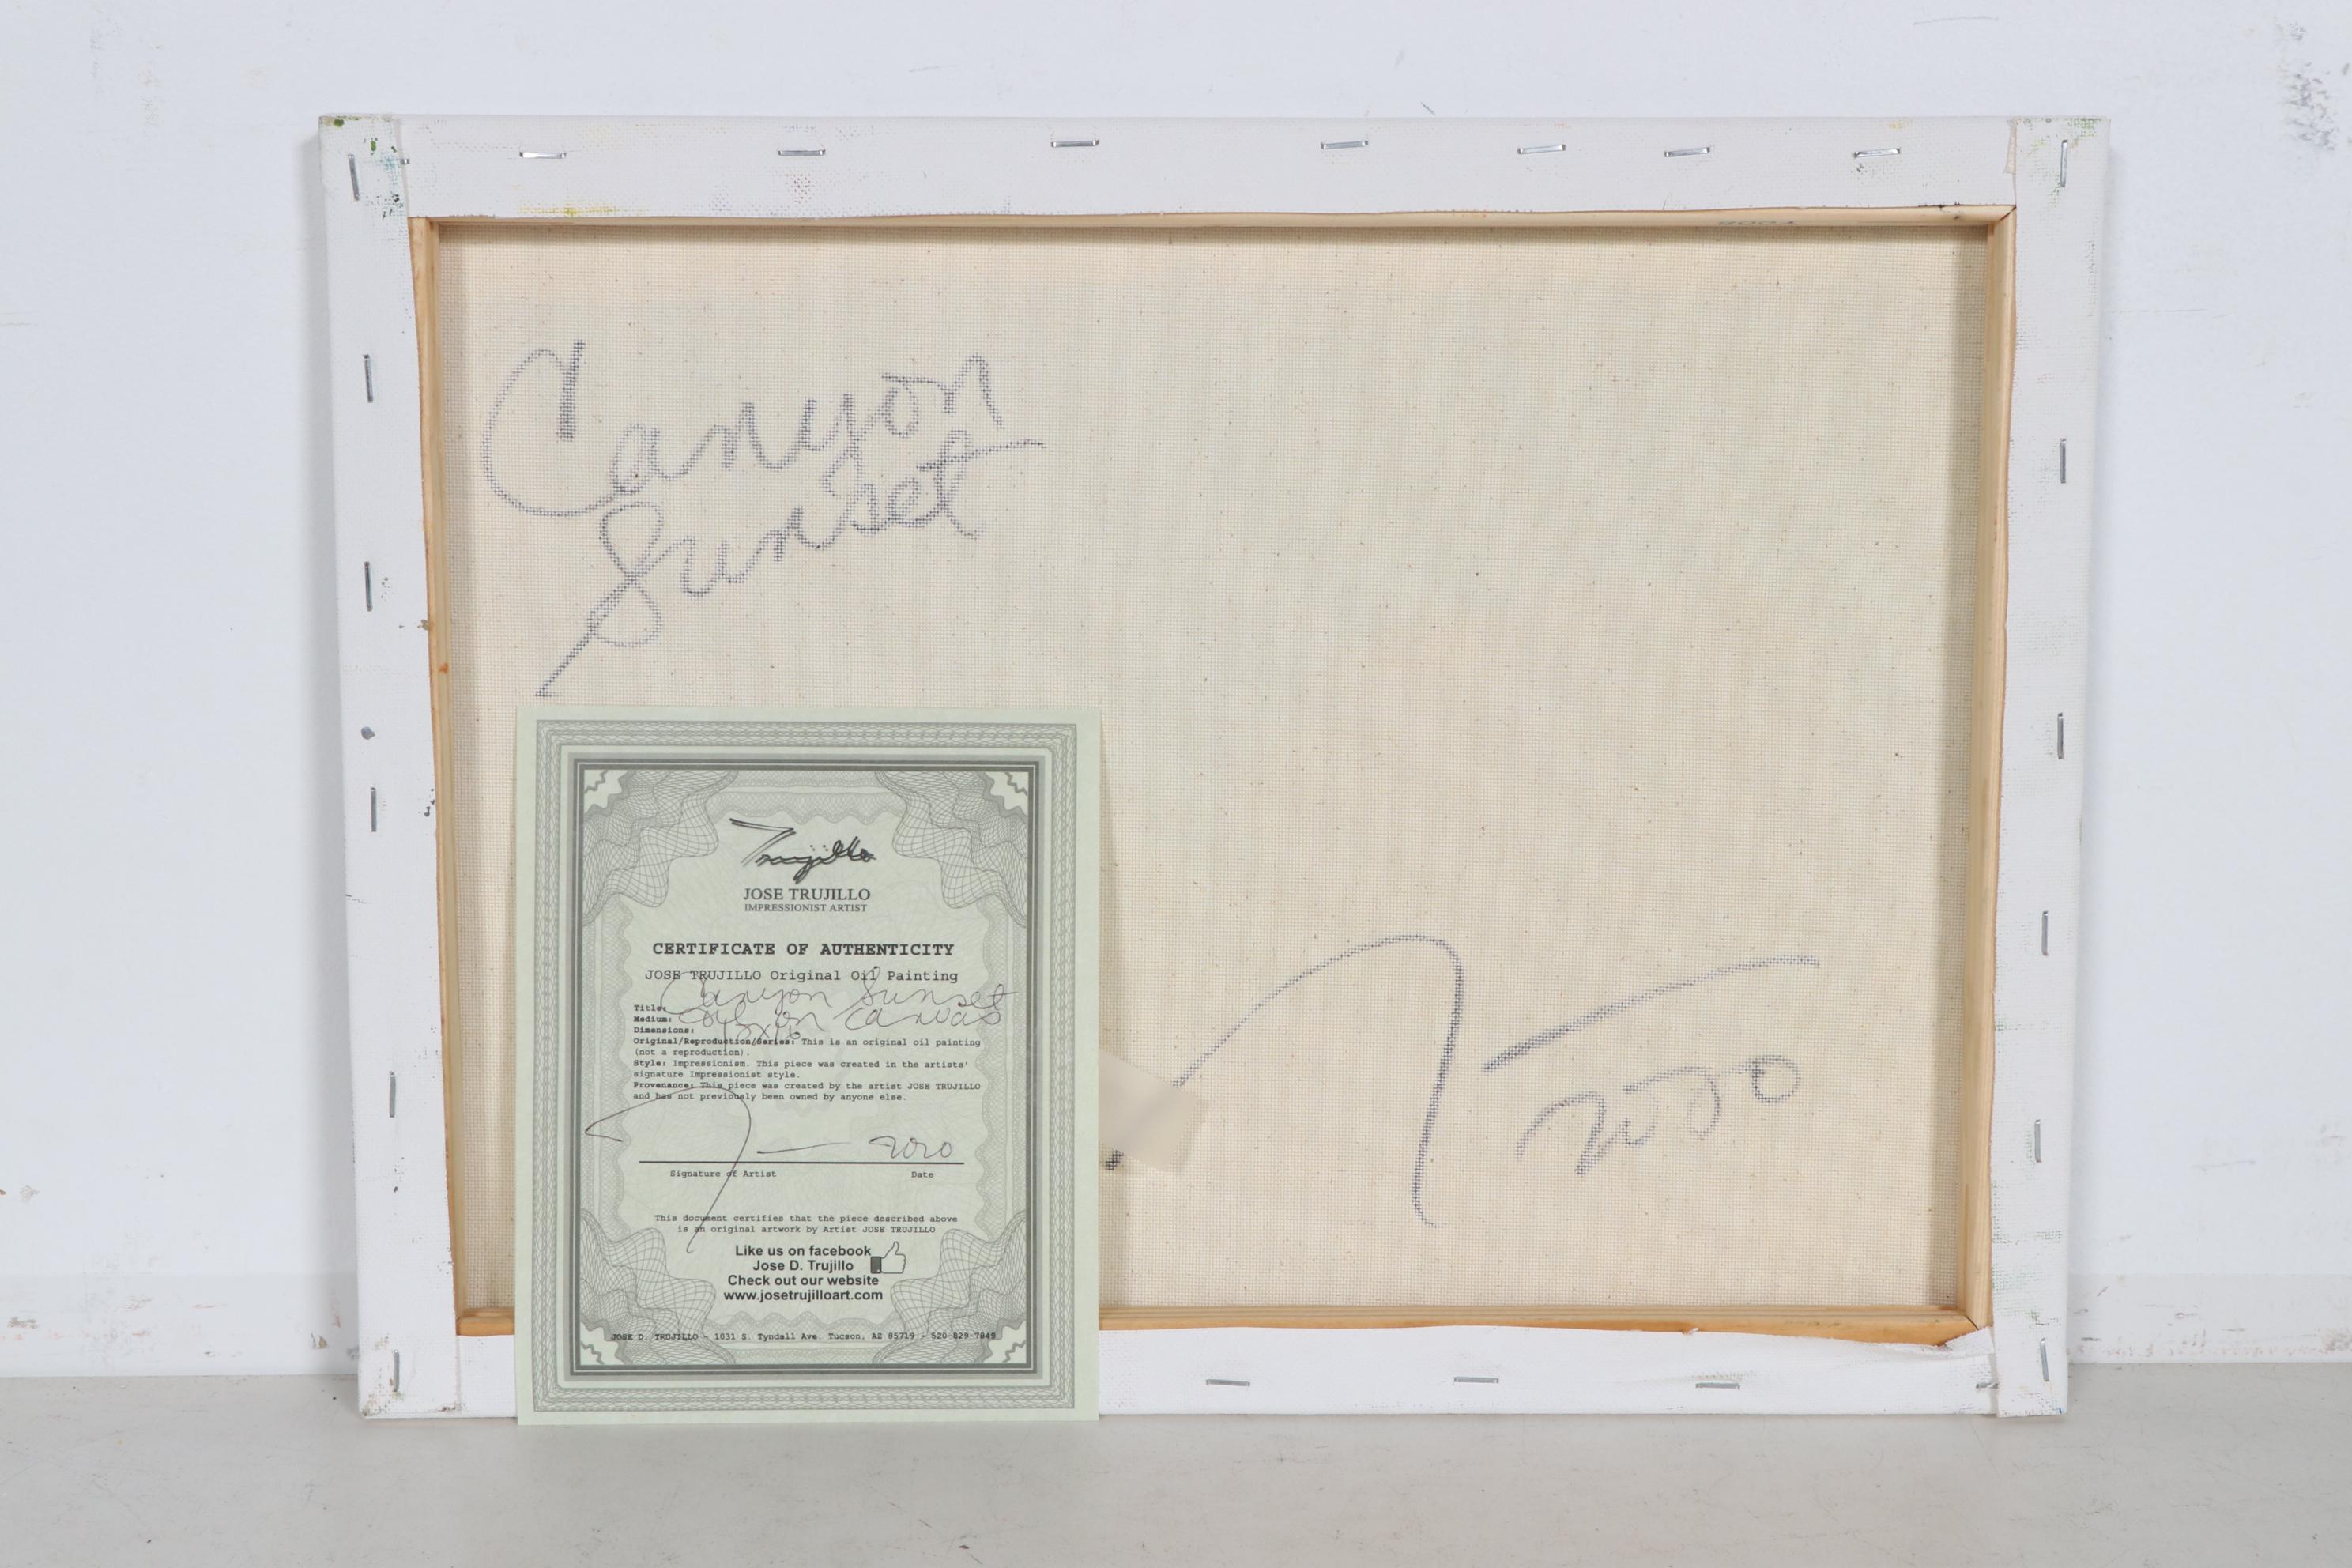 Canyon
Sunset
2020
Trujillo
JOSE TRUJILLO
IMPRESSIONIST ARTIST
CERTIFICATE OF AUTHENTICITY
JOSE TRUJILLO Original Oil Painting
Title: Canyon Sunset
Medium: Oil on Canvas
Dimensions: 12x16
Original/Reproduction/Series: This is an original oil painting
(not a reproduction).
Style: Impressionism. This piece was created in the artists'
signature Impressionist style.
Provenance: This piece was created by the artist JOSE TRUJILLO
and has not previously been owned by anyone else.
2020
Signature of Artist Date
This document certifies that the piece described above
is an original artwork by Artist JOSE TRUJILLO
Like us on facebook
Jose D. Trujillo
Check out our website
www.josetrujilloart.com
JOSE D. TRUJILLO - 1031 S. Tyndall Ave. Tucson, AZ 85719 - 520-829-7849